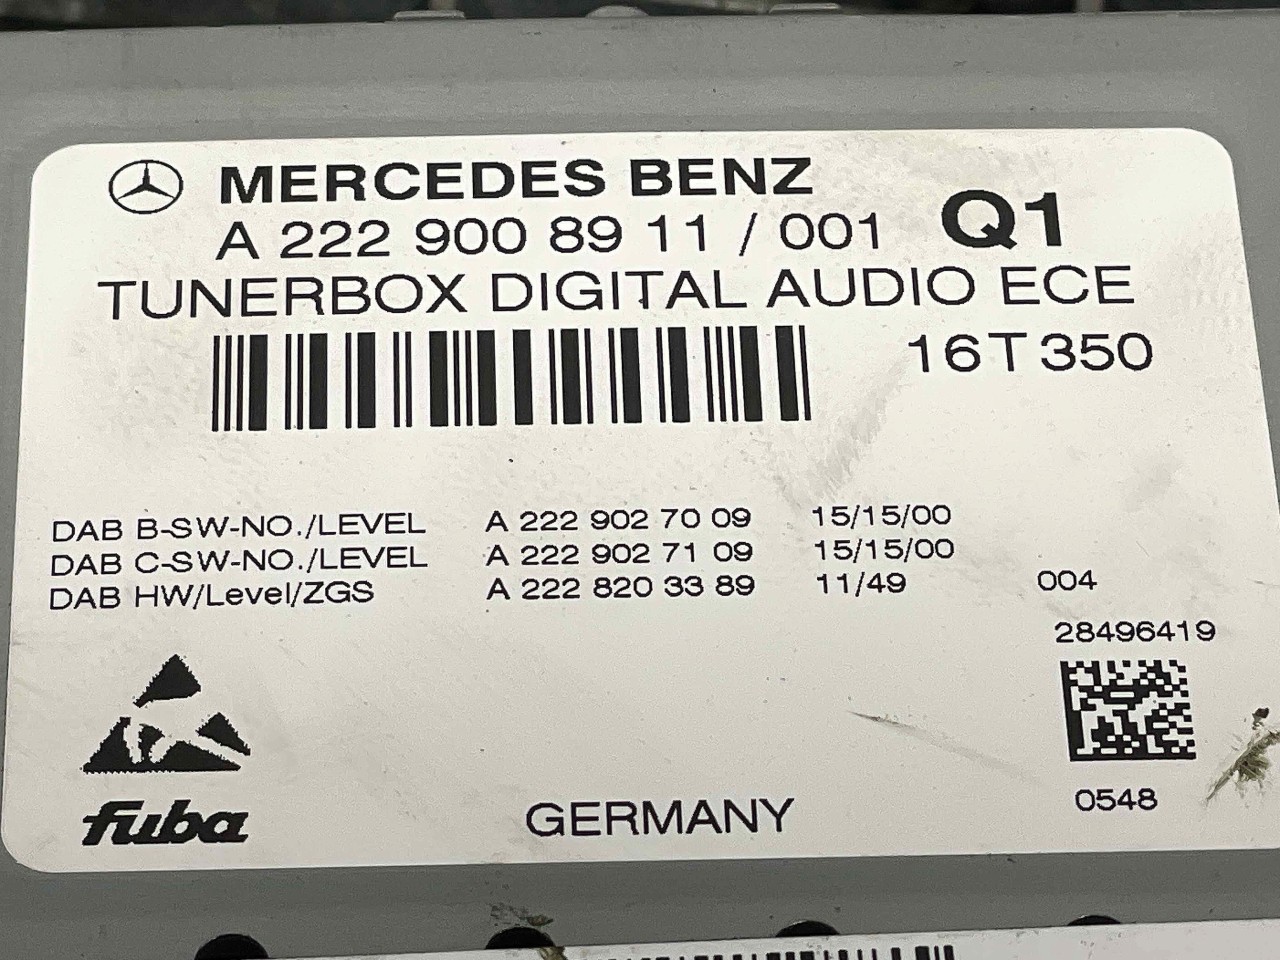 MERCEDES BENZ
A 222 900 89 11 / 001 Q1
TUNERBOX DIGITAL AUDIO ECE
16T350
DAB B-SW-NO./LEVEL A 222 902 70 09 15/15/00
DAB C-SW-NO./LEVEL A 222 902 71 09 15/15/00
DAB HW/Level/ZGS A 222 820 33 89 11/49 004
28496419
0548
fuba
GERMANY